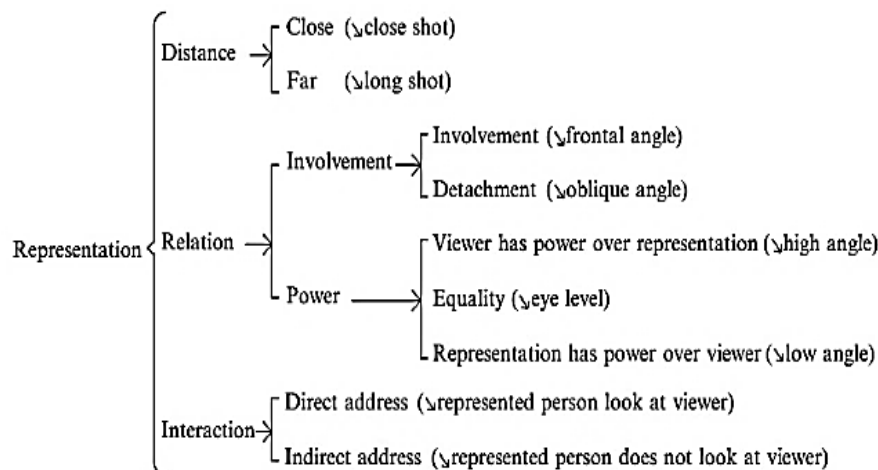 Close (↘close shot)
Distance
Far (↘long shot)
Involvement (↘frontal angle)
Involvement
Detachment (↘oblique angle)
Representation
Relation
Viewer has power over representation (↘high angle)
Power
Equality (↘eye level)
Representation has power over viewer (↘low angle)
Direct address (↘represented person look at viewer)
Interaction
Indirect address (↘represented person does not look at viewer)